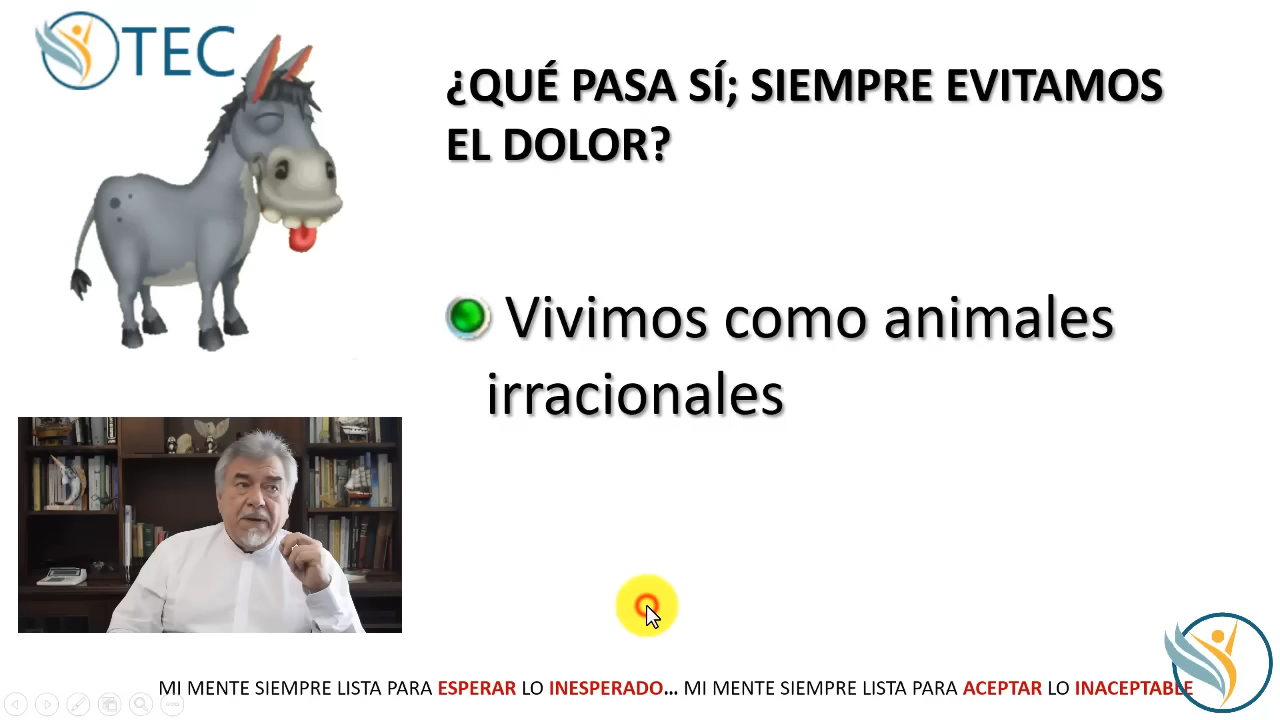 TEC
¿QUÉ PASA SÍ; SIEMPRE EVITAMOS
EL DOLOR?
Vivimos como animales
irracionales
MI MENTE SIEMPRE LISTA PARA ESPERAR LO INESPERADO... MI MENTE SIEMPRE LISTA PARA ACEPTAR LO INACEPTABLE